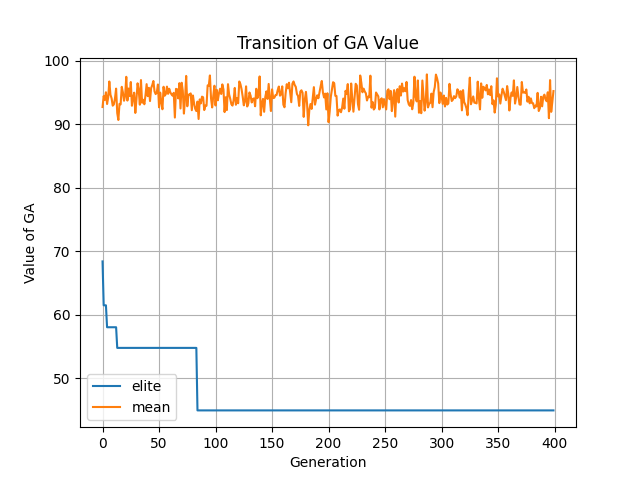 Transition of GA Value
Value of GA
100
90
80
70
60
50
elite
mean
0 50 100 150 200 250 300 350 400
Generation